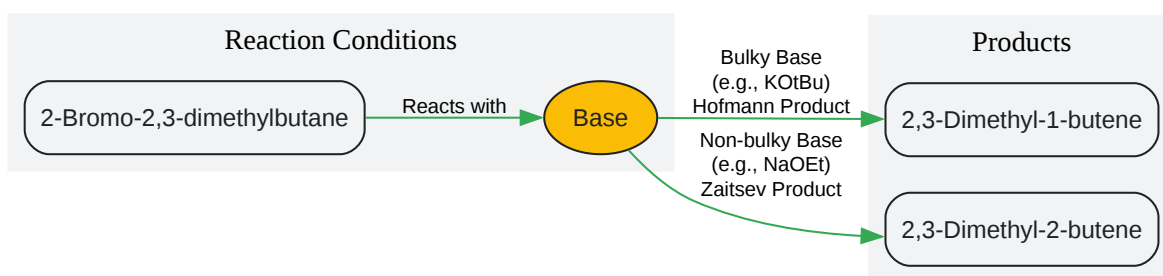 Reaction Conditions
2-Bromo-2,3-dimethylbutane
Reacts with
Base
Bulky Base
(e.g., KOtBu)
Hofmann Product
Non-bulky Base
(e.g., NaOEt)
Zaitsev Product
Products
2,3-Dimethyl-1-butene
2,3-Dimethyl-2-butene